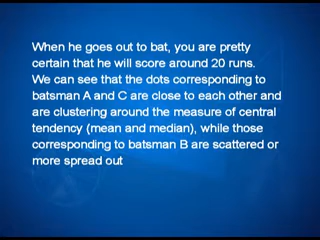 When he goes out to bat, you are pretty
certain that he will score around 20 runs.
We can see that the dots corresponding to
batsman A and C are close to each other and
are clustering around the measure of central
tendency (mean and median), while those
corresponding to batsman B are scattered or
more spread out